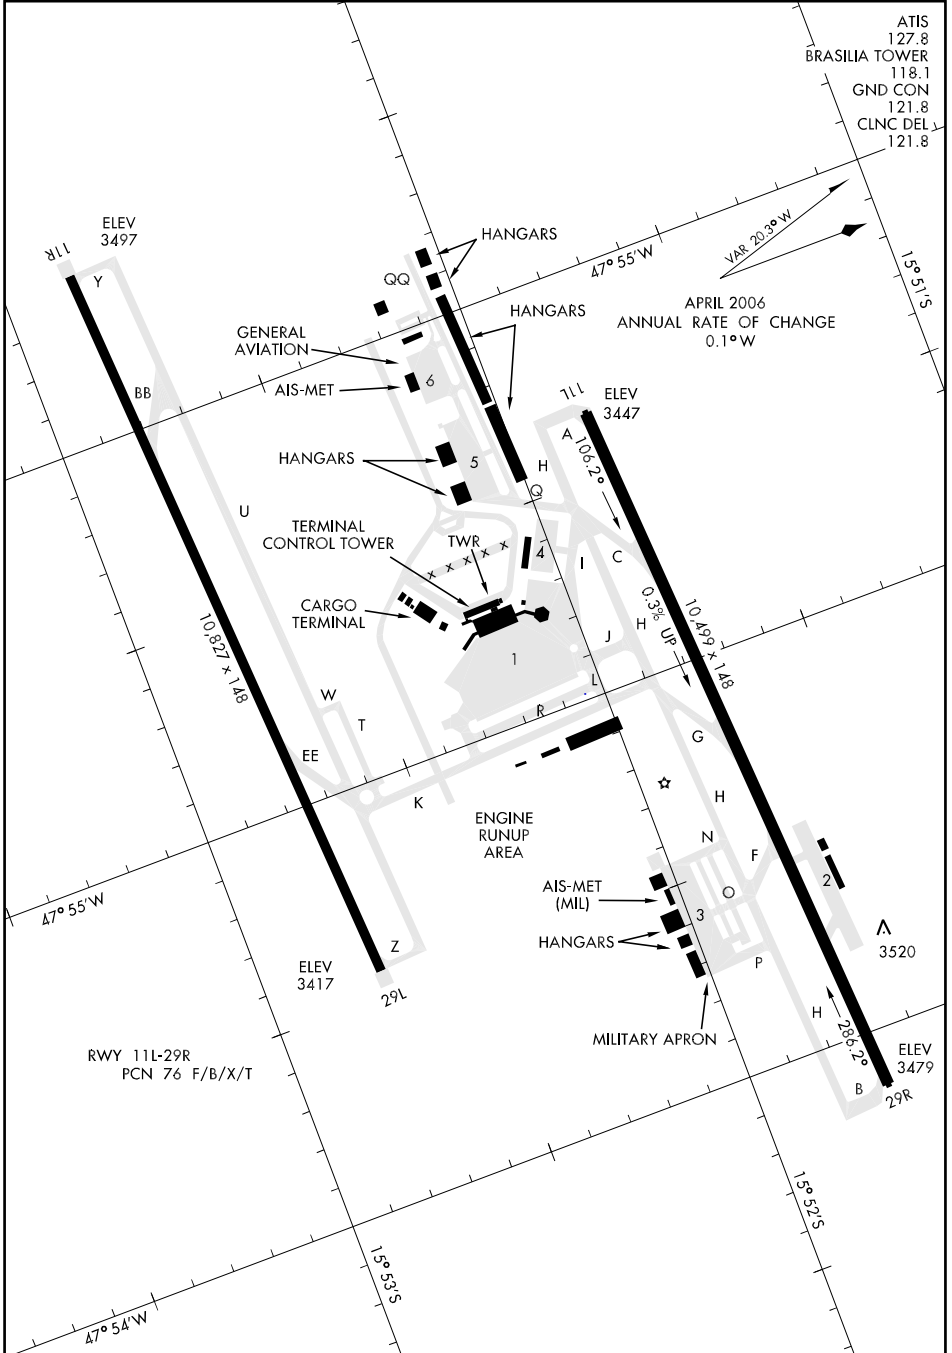 ATIS
127.8
BRASILIA TOWER
118.1
GND CON
121.8
CLNC DEL
121.8
VAR 20.3° W
15° 51'S
47° 55'W
APRIL 2006
ANNUAL RATE OF CHANGE
0.1° W
ELEV
3497
11R
Y
HANGARS
QQ
HANGARS
GENERAL
AVIATION
AIS-MET
6
BB
11L
ELEV
3447
A
106.2°
HANGARS
5
H
Q
U
TERMINAL
CONTROL TOWER
TWR
x x x x x
4
I
C
CARGO
TERMINAL
0.3% UP
10,499 x 148
H
J
1
10,827 x 148
L
W
R
T
G
EE
K
H
ENGINE
RUNUP
AREA
N
F
2
AIS-MET
(MIL)
O
3
47° 55'W
HANGARS
3520
Z
P
ELEV
3417
29L
H
286.2°
MILITARY APRON
ELEV
3479
RWY 11L-29R
PCN 76 F/B/X/T
B
29R
15° 52'S
15° 53'S
47° 54'W